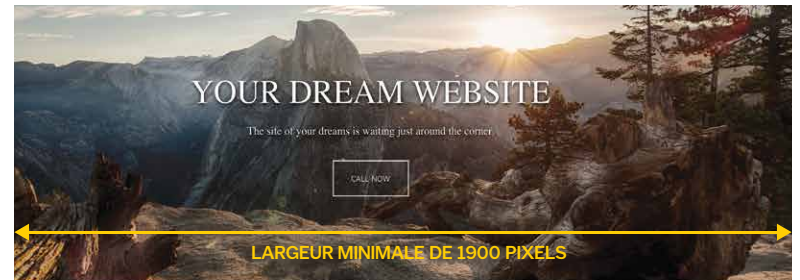 YOUR DREAM WEBSITE
The site of your dreams is waiting just around the corner.
CALL NOW
LARGEUR MINIMALE DE 1900 PIXELS